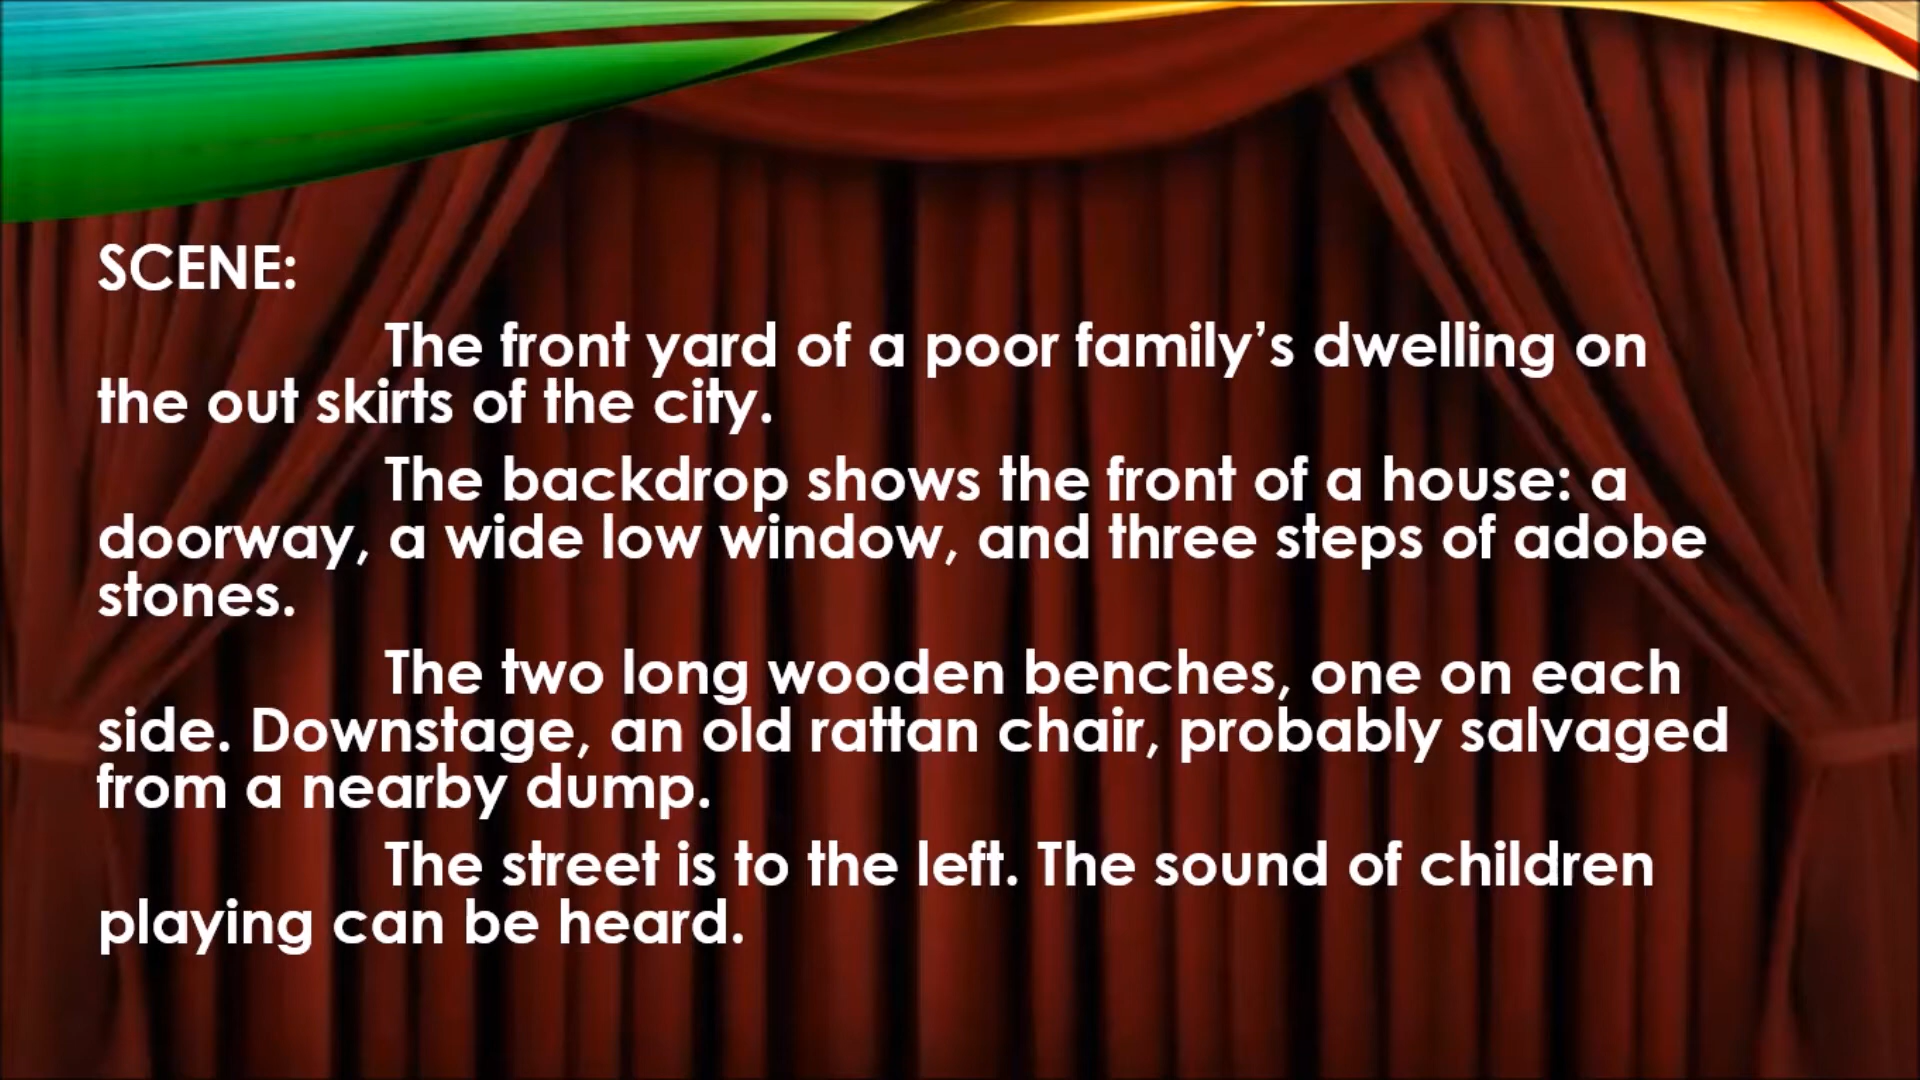 SCENE:
The front yard of a poor family’s dwelling on
the out skirts of the city.
The backdrop shows the front of a house: a
doorway, a wide low window, and three steps of adobe
stones.
The two long wooden benches, one on each
side. Downstage, an old rattan chair, probably salvaged
from a nearby dump.
The street is to the left. The sound of children
playing can be heard.